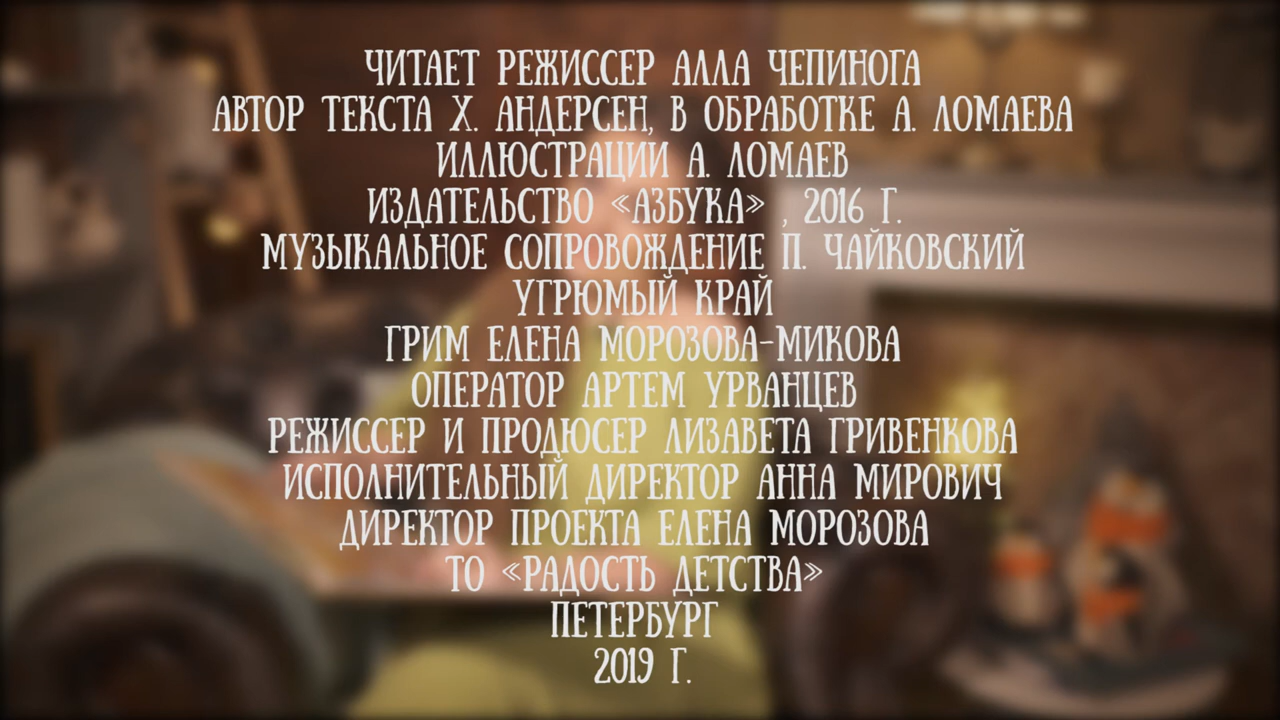 ЧИТАЕТ РЕЖИССЕР АЛЛА ЧЕПИНОГА
АВТОР ТЕКСТА Х. АНДЕРСЕН, В ОБРАБОТКЕ А. ЛОМАЕВА
ИЛЛЮСТРАЦИИ А. ЛОМАЕВ
ИЗДАТЕЛЬСТВО «АЗБУКА» , 2016 Г.
МУЗЫКАЛЬНОЕ СОПРОВОЖДЕНИЕ П. ЧАЙКОВСКИЙ
УГРЮМЫЙ КРАЙ
ГРИМ ЕЛЕНА МОРОЗОВА-МИКОВА
ОПЕРАТОР АРТЕМ УРВАНЦЕВ
РЕЖИССЕР И ПРОДЮСЕР ЛИЗАВЕТА ГРИВЕНКОВА
ИСПОЛНИТЕЛЬНЫЙ ДИРЕКТОР АННА МИРОВИЧ
ДИРЕКТОР ПРОЕКТА ЕЛЕНА МОРОЗОВА
ТО «РАДОСТЬ ДЕТСТВА»
ПЕТЕРБУРГ
2019 Г.